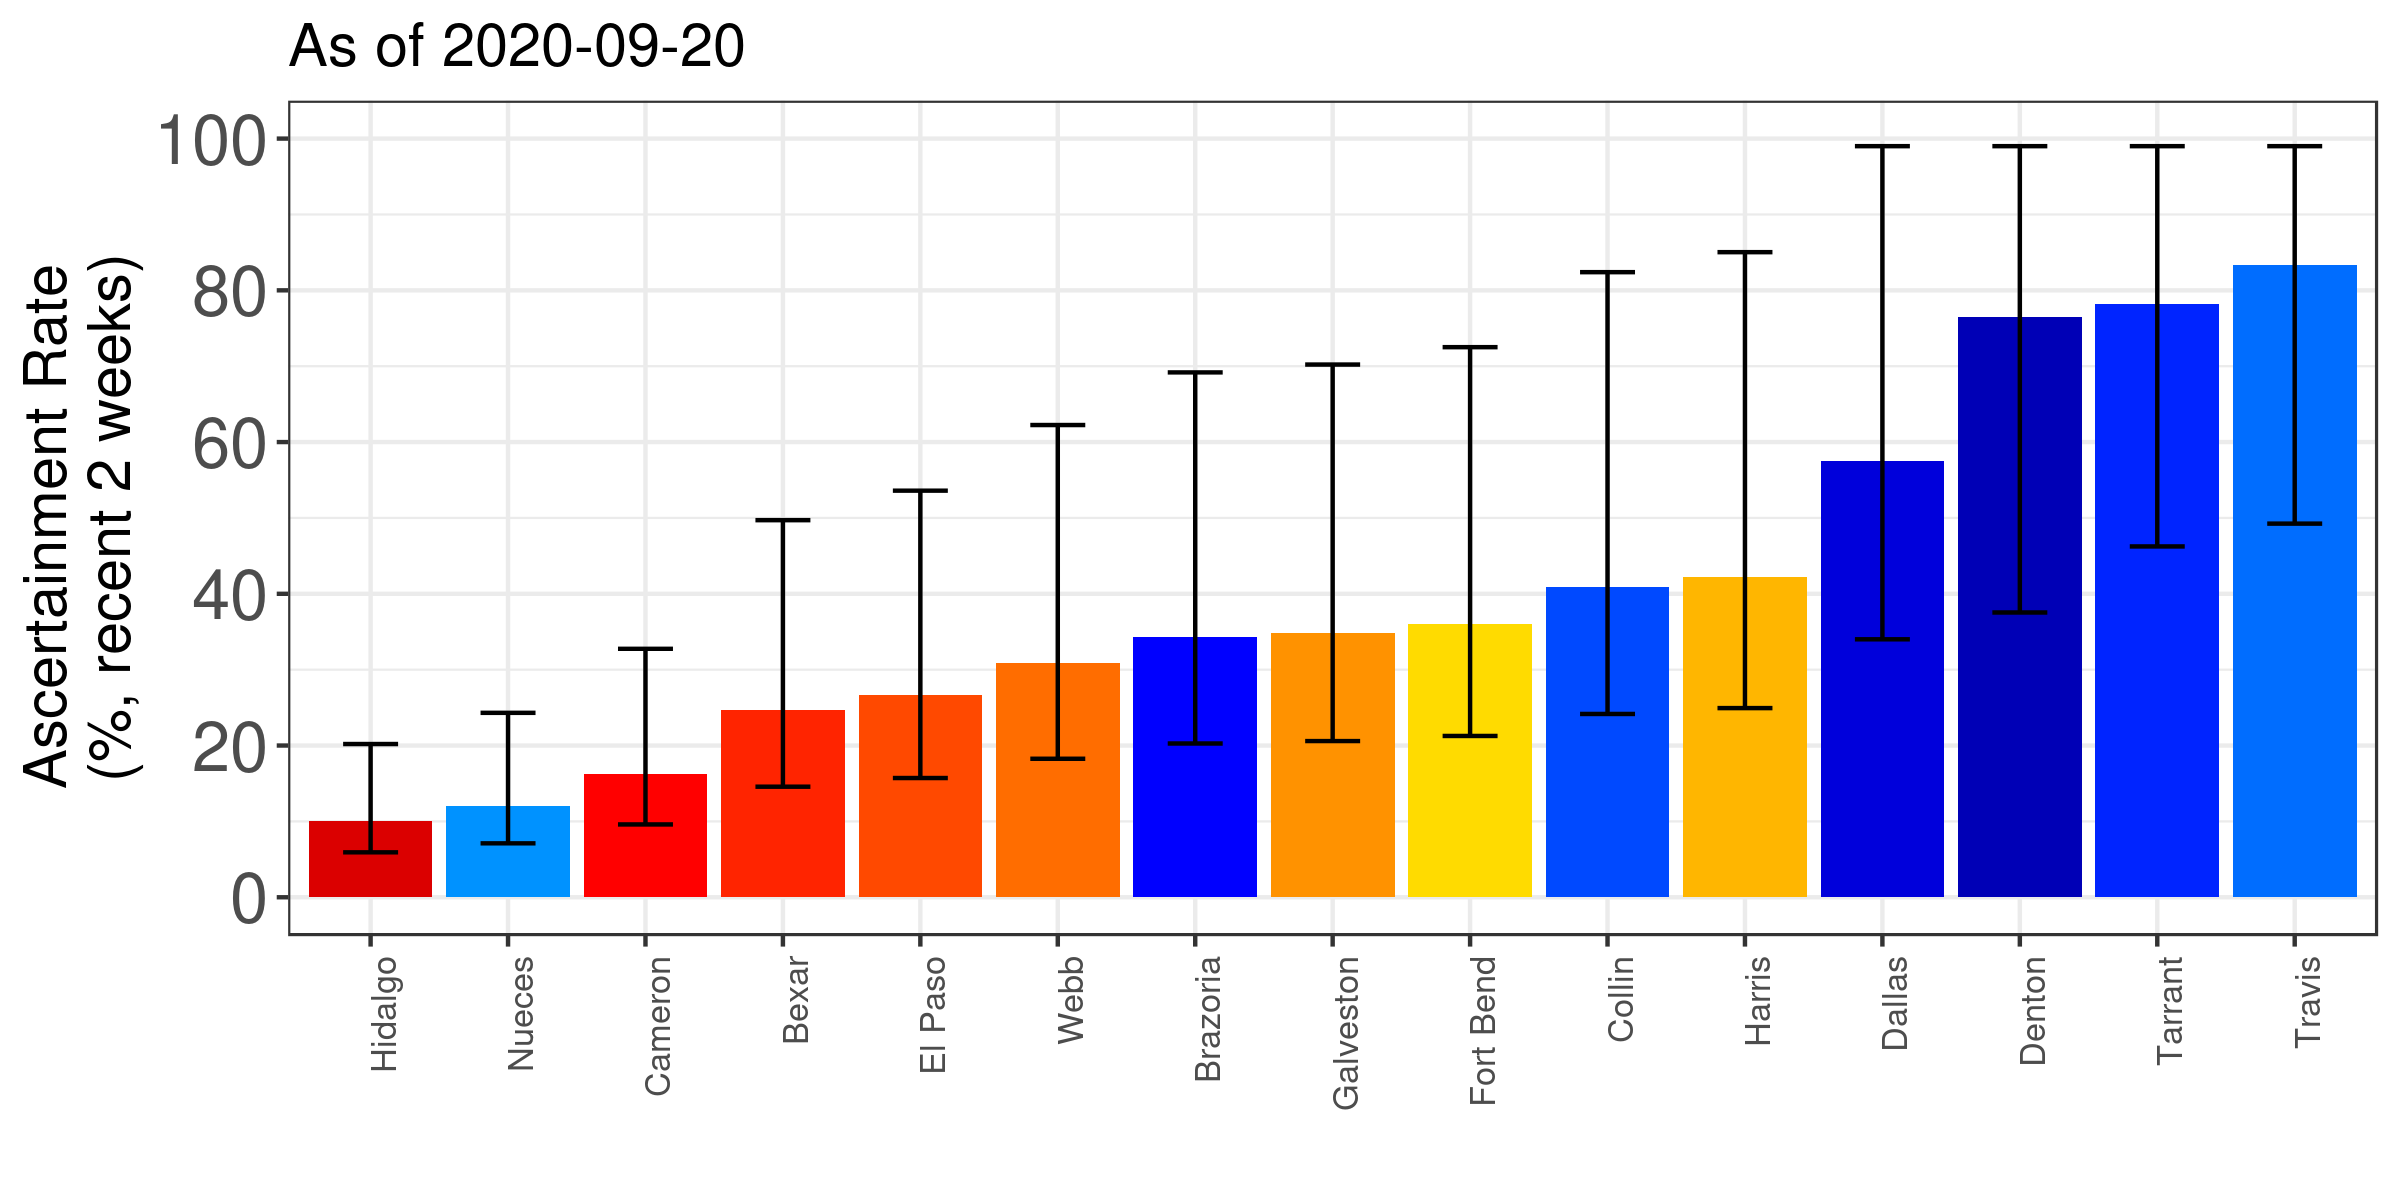 As of 2020-09-20
Ascertainment Rate
(%, recent 2 weeks)
100
80
60
40
20
0
Hidalgo
Nueces
Cameron
Bexar
El Paso
Webb
Brazoria
Galveston
Fort Bend
Collin
Harris
Dallas
Denton
Tarrant
Travis